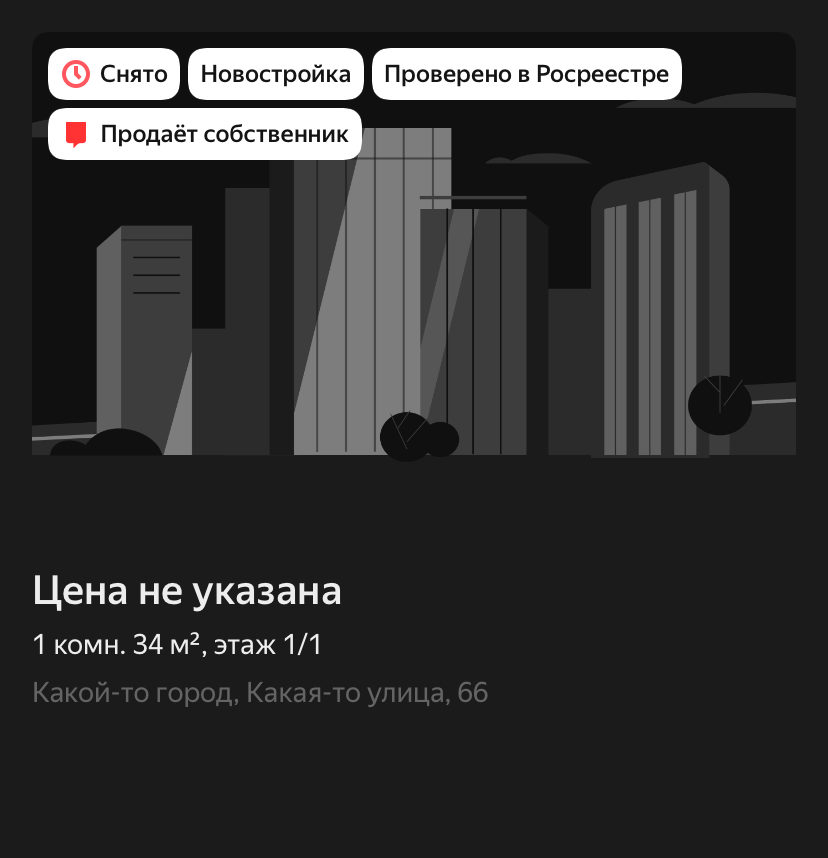 Снято Новостройка Проверено в Росреестре
Продаёт собственник
Цена не указана
1 комн. 34 м², этаж 1/1
Какой-то город, Какая-то улица, 66